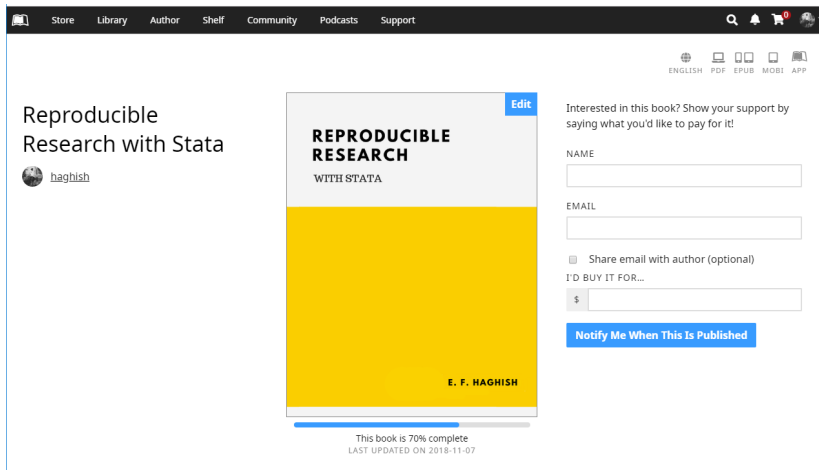 Store Library Author Shelf Community Podcasts Support
0
ENGLISH PDF EPUB MOBI APP
Reproducible
Research with Stata
haghish
Edit
REPRODUCIBLE
RESEARCH
WITH STATA
E. F. HAGHISH
This book is 70% complete
LAST UPDATED ON 2018-11-07
Interested in this book? Show your support by
saying what you'd like to pay for it!
NAME
EMAIL
Share email with author (optional)
I'D BUY IT FOR...
$
Notify Me When This Is Published